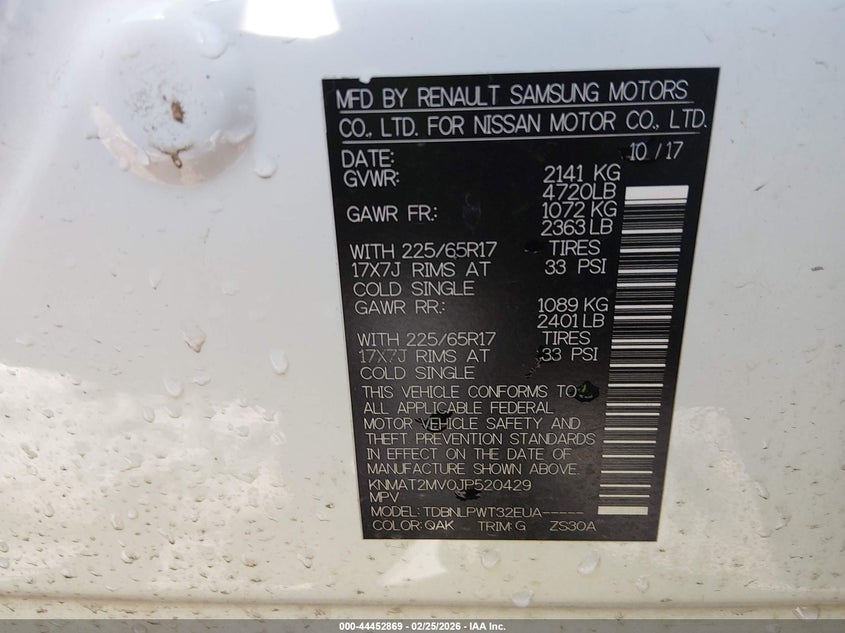 MFD BY RENAULT SAMSUNG MOTORS
CO., LTD. FOR NISSAN MOTOR CO., LTD.
DATE: 10 / 17
GVWR: 2141 KG
4720LB
GAWR FR: 1072 KG
2363 LB
WITH 225/65R17 TIRES
17X7J RIMS AT 33 PSI
COLD SINGLE
GAWR RR: 1089 KG
2401 LB
WITH 225/65R17 TIRES
17X7J RIMS AT 33 PSI
COLD SINGLE
THIS VEHICLE CONFORMS TO
ALL APPLICABLE FEDERAL
MOTOR VEHICLE SAFETY AND
THEFT PREVENTION STANDARDS
IN EFFECT ON THE DATE OF
MANUFACTURE SHOWN ABOVE.
KNMAT2MV0JP520429
MPV
MODEL: TDBNLPWT32EUA-----
COLOR: QAK TRIM: G ZS30A
000-44452869 | 02/25/2026 – IAA Inc.